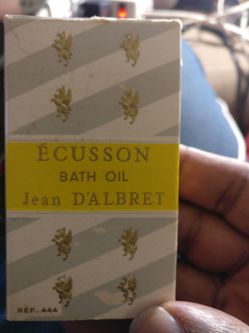 ÉCUSSON
BATH OIL
Jean D'ALBRET
RÉF. 444